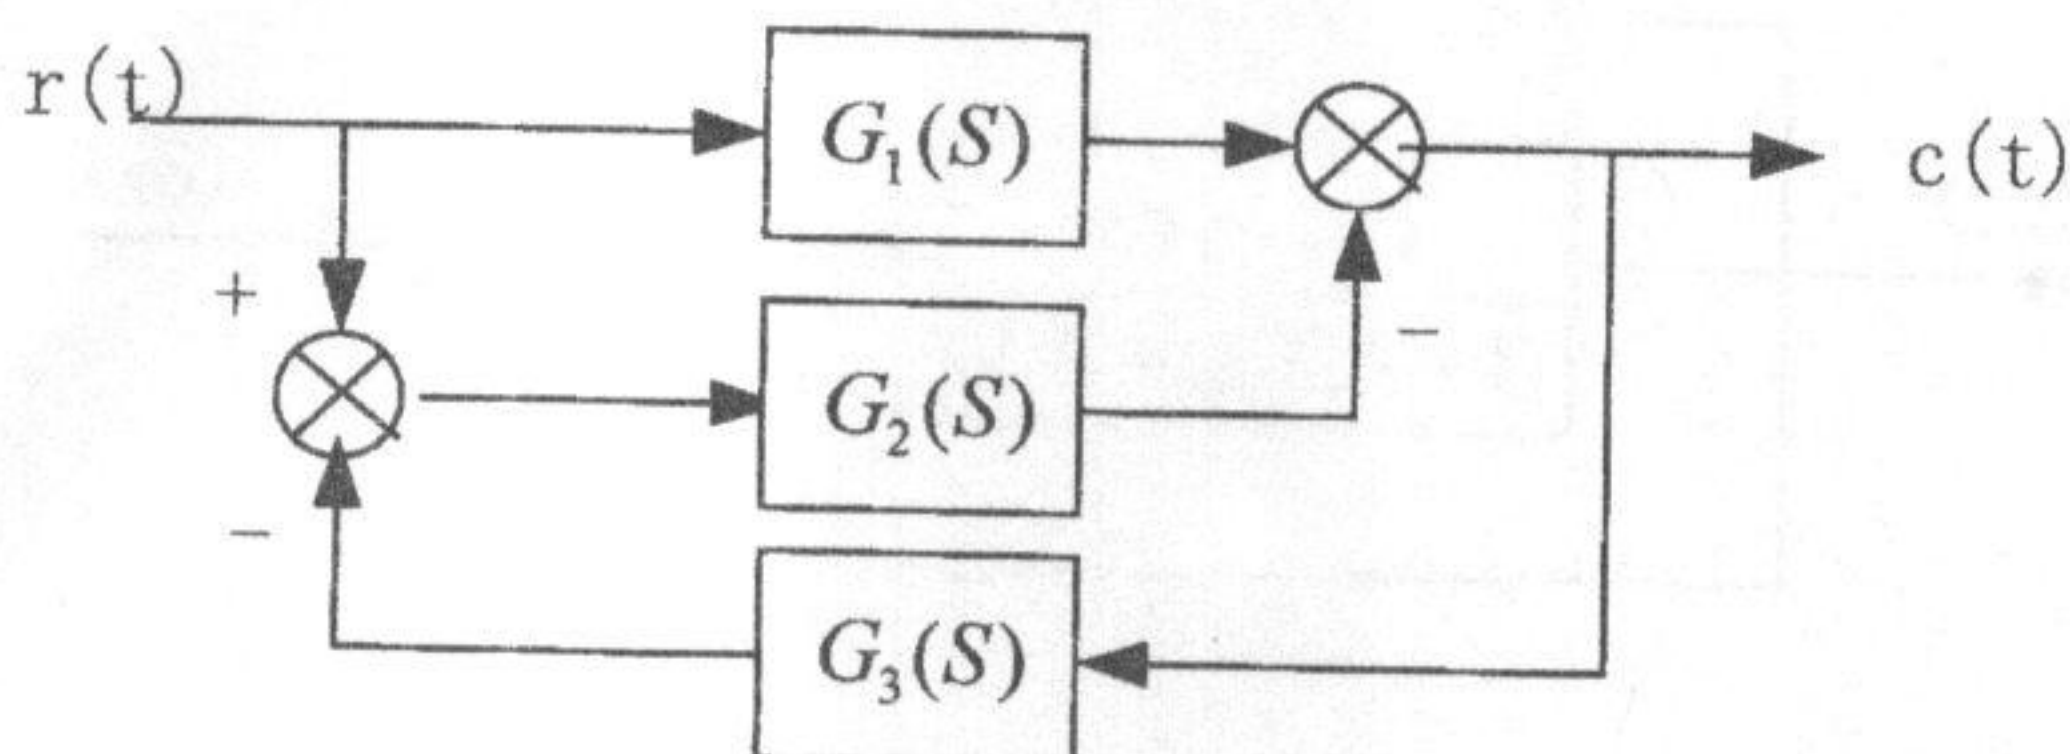 r(t)
G₁(S)
c(t)
+
−
G₂(S)
−
G₃(S)